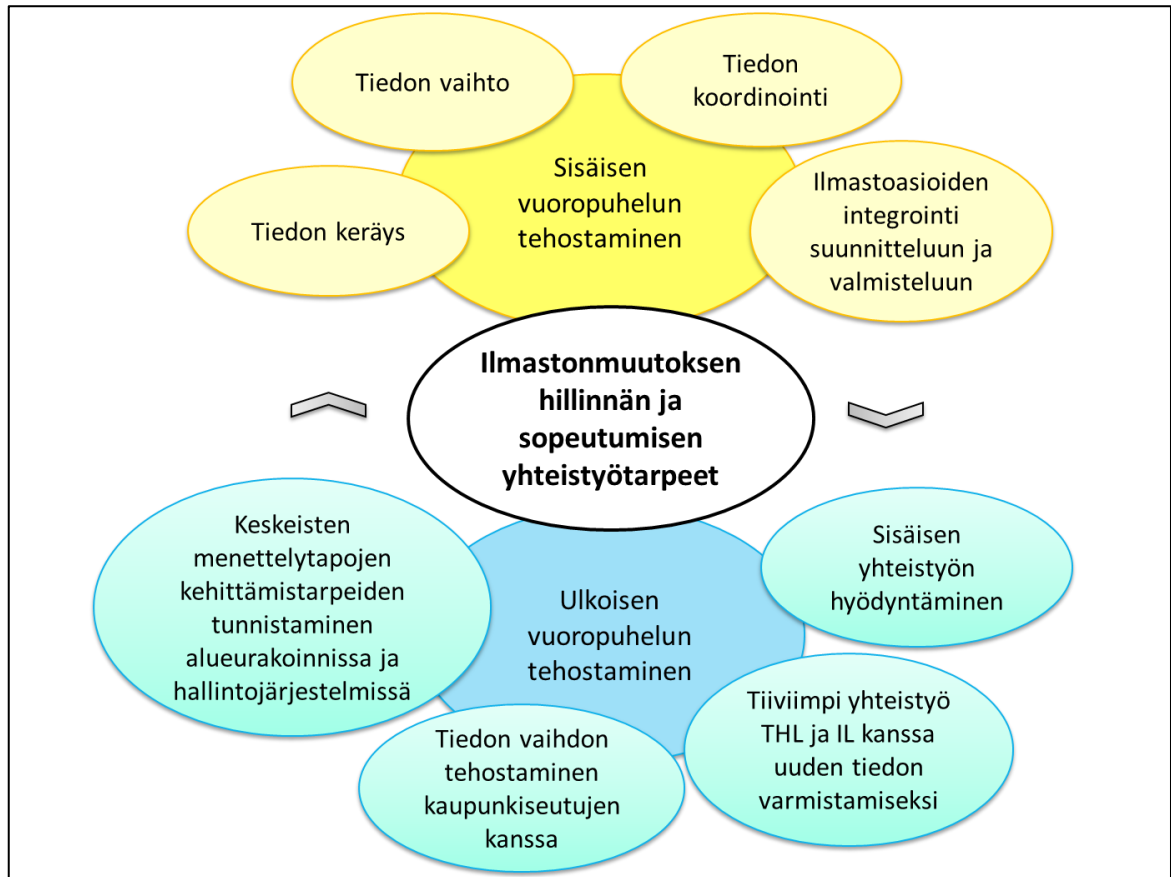 Tiedon vaihto
Tiedon
koordinointi
Tiedon keräys
Sisäisen
vuoropuhelun
tehostaminen
Ilmastoasioiden
integrointi
suunnitteluun ja
valmisteluun
Ilmastonmuutoksen
hillinnän ja
sopeutumisen
yhteistyötarpeet
Keskeisten
menettelytapojen
kehittämistarpeiden
tunnistaminen
alueurakoinnissa ja
hallintojärjestelmissä
Ulkoisen
vuoropuhelun
tehostaminen
Sisäisen
yhteistyön
hyödyntäminen
Tiedon vaihdon
tehostaminen
kaupunkiseutujen
kanssa
Tiiviimpi yhteistyö
THL ja IL kanssa
uuden tiedon
varmistamiseksi